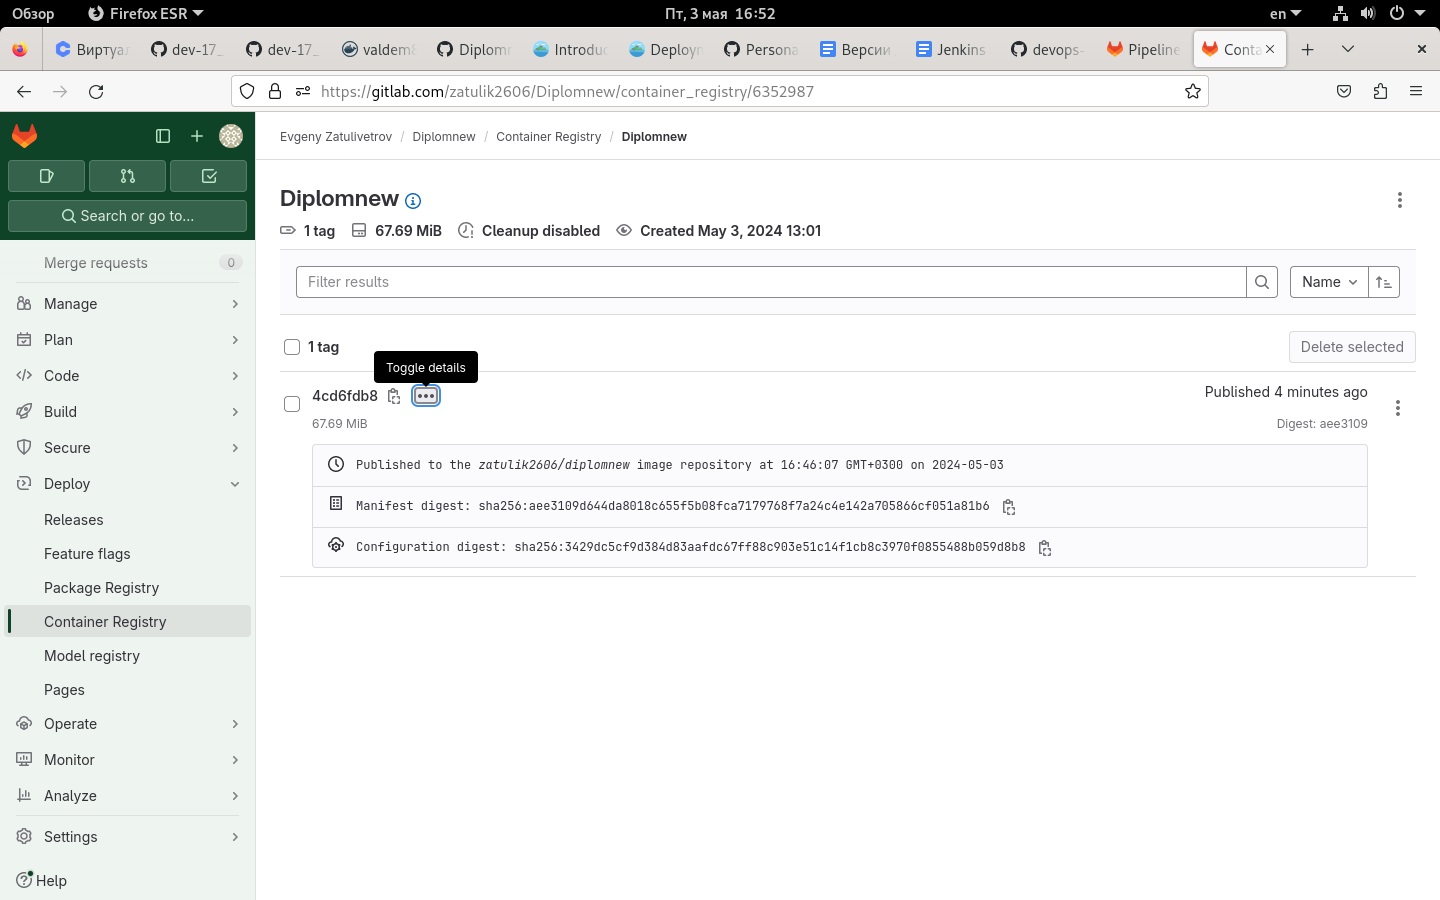 Обзор
Firefox ESR
Пт, 3 мая 16:52
en
Виртуа
dev-17_
dev-17_
valdem
Diplom
Introdu
Deploy
Persona
Версии
Jenkins
devops-
Pipeline
Conta
https://gitlab.com/zatulik2606/Diplomnew/container_registry/6352987
Search or go to...
Merge requests 0
Manage
Plan
Code
Build
Secure
Deploy
Releases
Feature flags
Package Registry
Container Registry
Model registry
Pages
Operate
Monitor
Analyze
Settings
Help
Evgeny Zatulivetrov / Diplomnew / Container Registry / Diplomnew
Diplomnew
1 tag 67.69 MiB Cleanup disabled Created May 3, 2024 13:01
Filter results
Name
1 tag
Delete selected
Toggle details
4cd6fdb8
Published 4 minutes ago
67.69 MiB
Digest: aee3109
Published to the zatulik2606/diplomnew image repository at 16:46:07 GMT+0300 on 2024-05-03
Manifest digest: sha256:aee3109d644da8018c655f5b08fca7179768f7a24c4e142a705866cf051a81b6
Configuration digest: sha256:3429dc5cf9d384d83aafdc67ff88c903e51c14f1cb8c3970f0855488b059d8b8